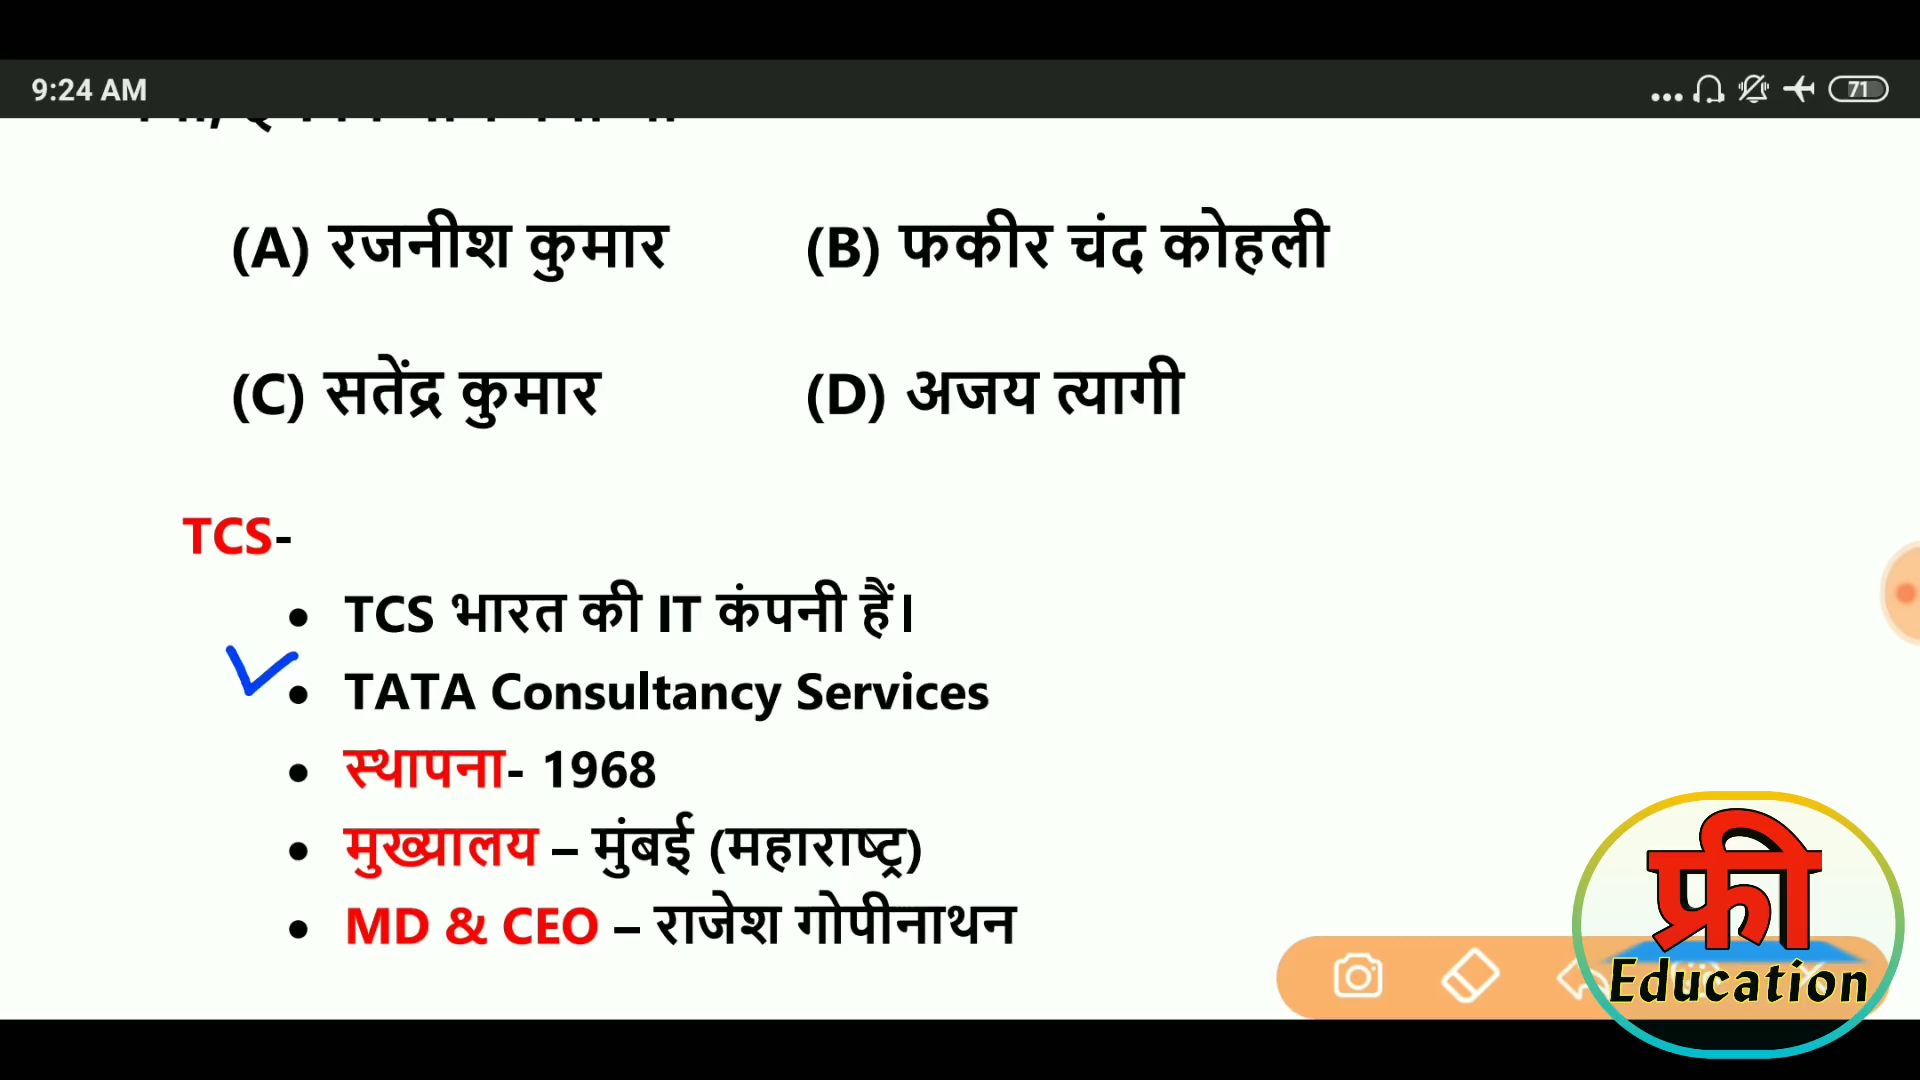 9:24 AM
71
(A) रजनीश कुमार (B) फकीर चंद कोहली
(C) सतेंद्र कुमार (D) अजय त्यागी
TCS-
• TCS भारत की IT कंपनी हैं।
• TATA Consultancy Services
• स्थापना- 1968
• मुख्यालय – मुंबई (महाराष्ट्र)
• MD & CEO – राजेश गोपीनाथन
फ्री
Education